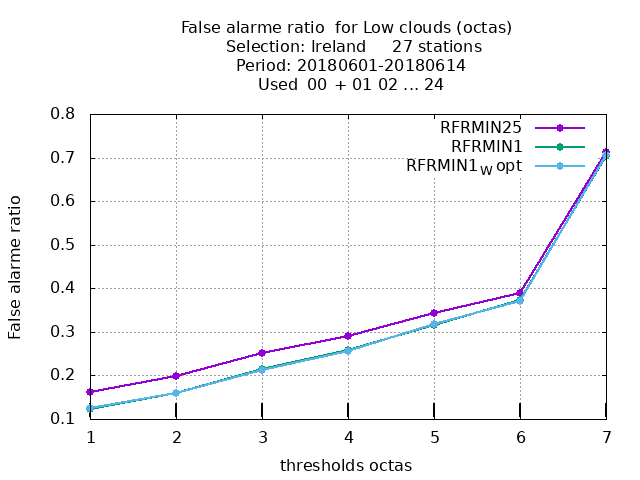 False alarme ratio  for Low clouds (octas)
Selection: Ireland     27 stations
Period: 20180601-20180614
Used  00  + 01 02 ... 24
RFRMIN25
RFRMIN1
RFRMIN1W opt
False alarme ratio
0.8
0.7
0.6
0.5
0.4
0.3
0.2
0.1
1 2 3 4 5 6 7
thresholds octas